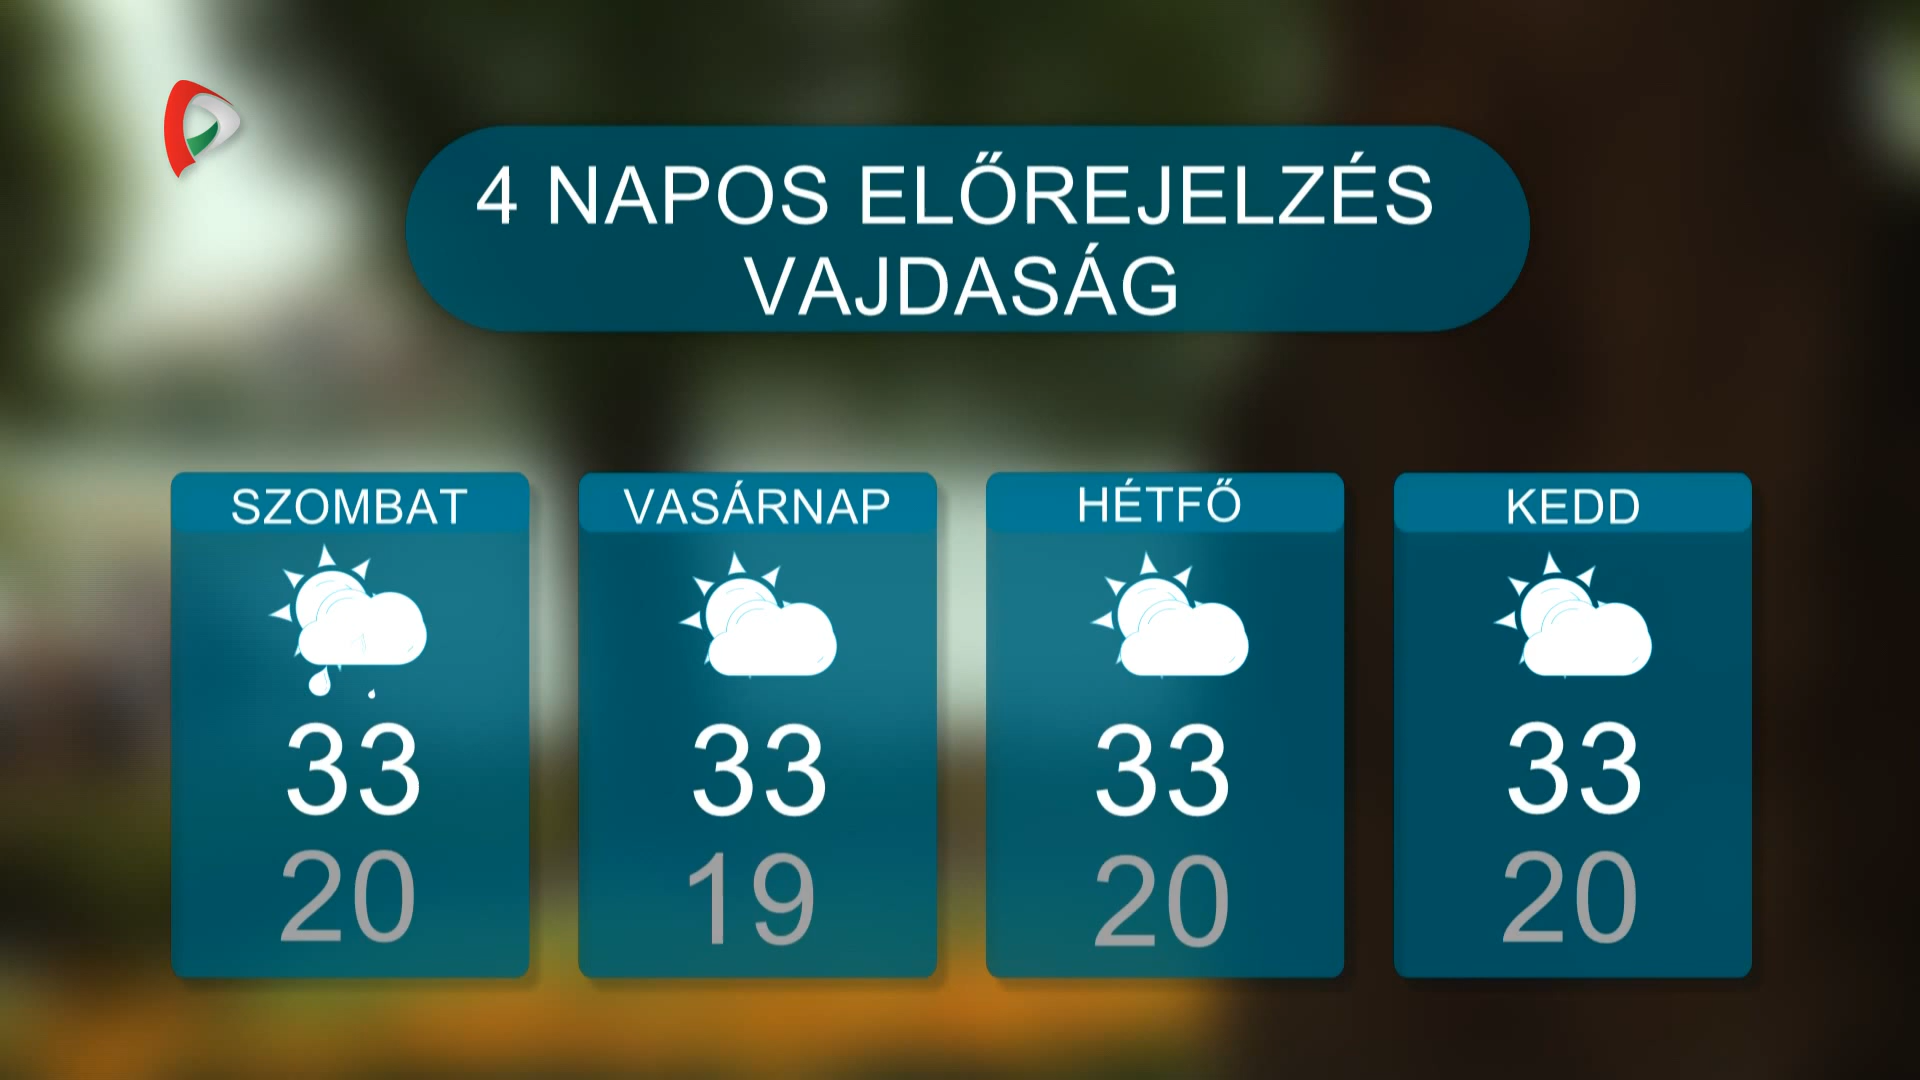 4 NAPOS ELŐREJELZÉS
VAJDASÁG
SZOMBAT
33
20
VASÁRNAP
33
19
HÉTFŐ
33
20
KEDD
33
20